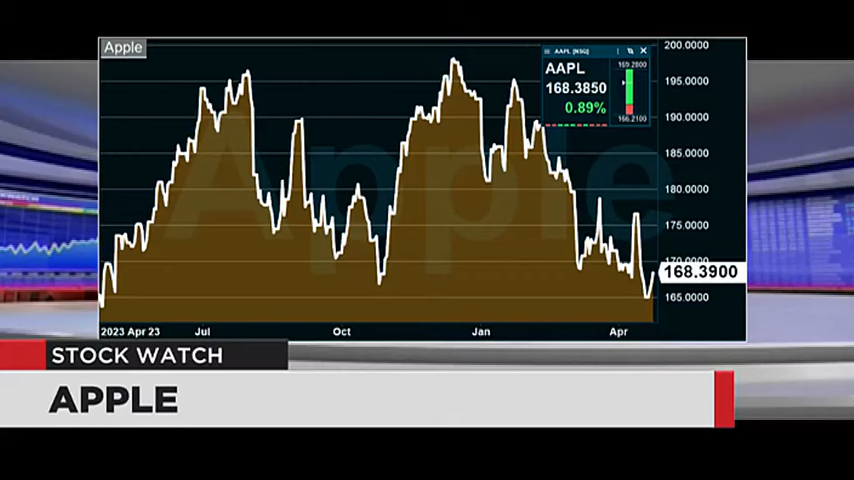 Apple
AAPL [NSQ]
AAPL
168.3850
0.89%
169.2800
166.2100
200.0000
195.0000
190.0000
185.0000
180.0000
175.0000
170.0000
168.3900
165.0000
Apple
2023 Apr 23 Jul Oct Jan Apr
STOCK WATCH
APPLE